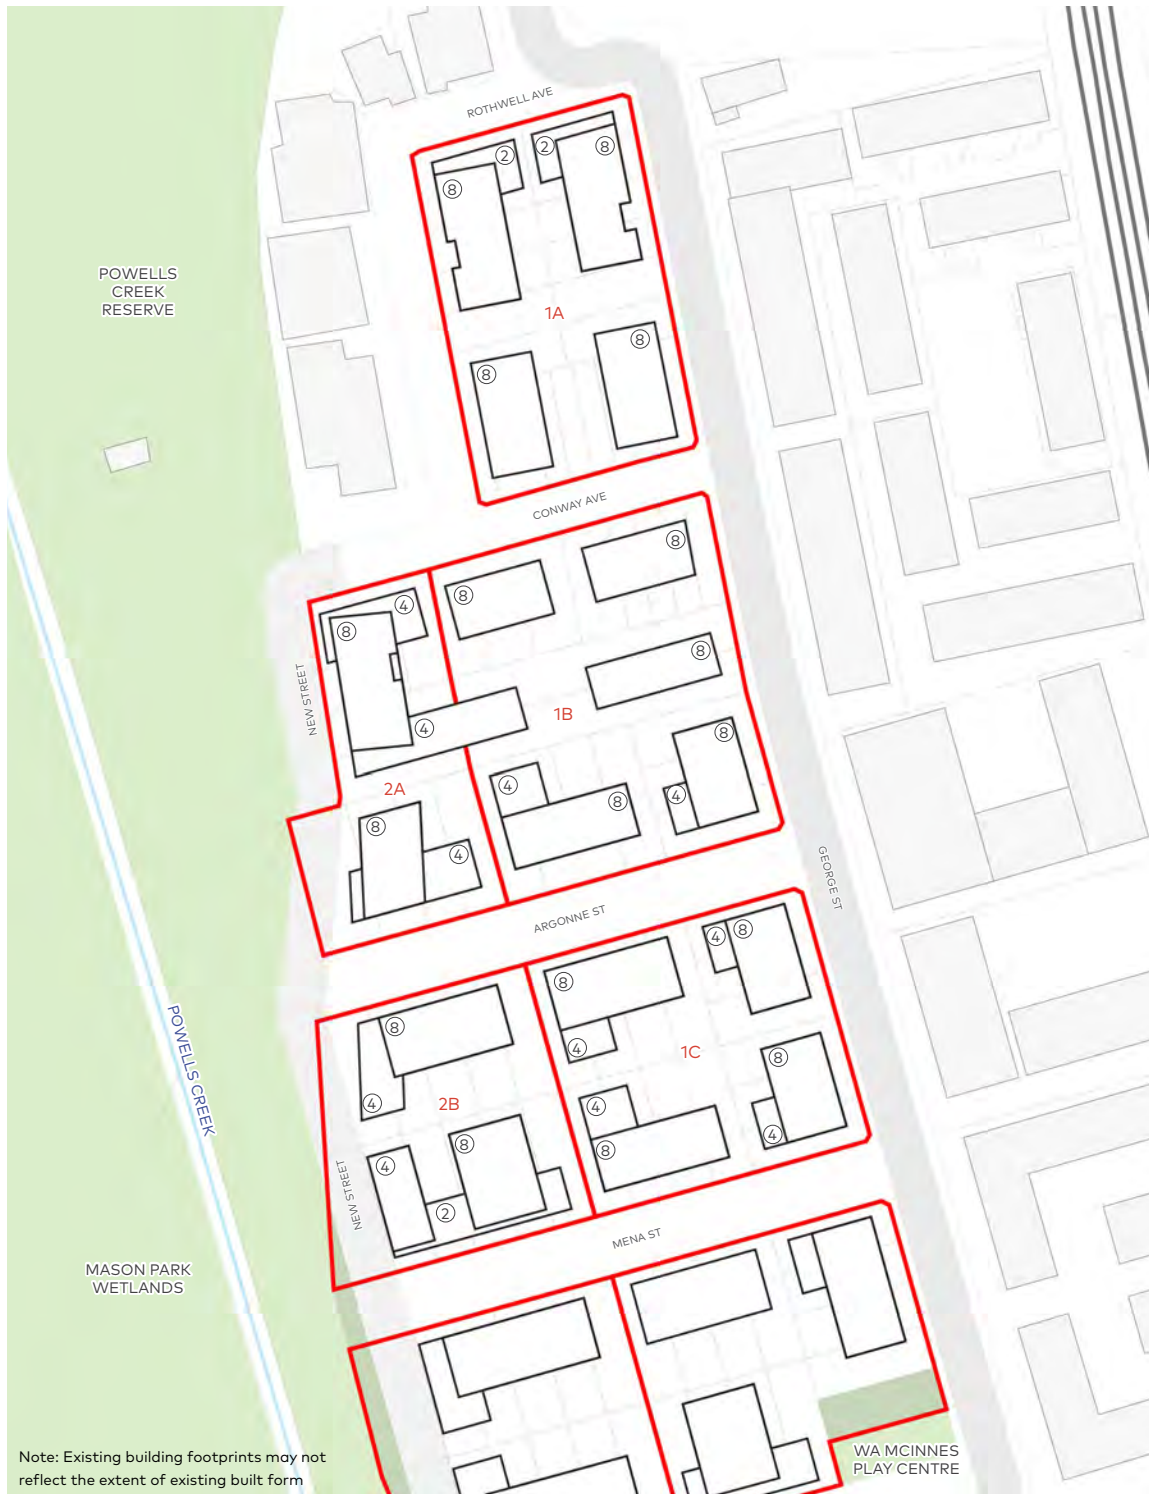 ROTHWELL AVE
2
2
8
8
POWELLS
CREEK
RESERVE
1A
8
8
CONWAY AVE
8
4
8
8
8
NEW STREET
4
1B
8
2A
4
8
4
8
4
GEORGE ST
ARGONNE ST
4
8
8
POWELLS CREEK
8
4
1C
8
4
2B
4
4
8
8
4
NEW STREET
2
MENA ST
MASON PARK
WETLANDS
WA MCINNES
PLAY CENTRE
Note: Existing building footprints may not
reflect the extent of existing built form